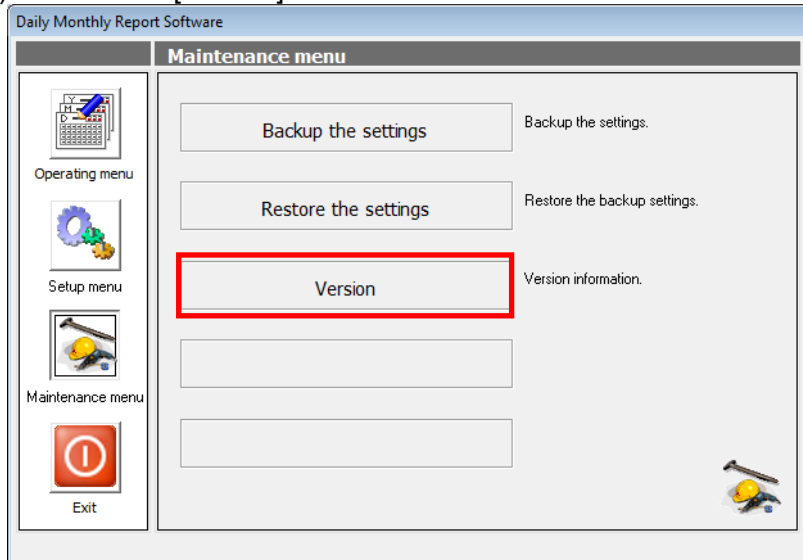 Daily Monthly Report Software
Maintenance menu
Operating menu
Setup menu
Maintenance menu
Exit
Backup the settings
Backup the settings.
Restore the settings
Restore the backup settings.
Version
Version information.